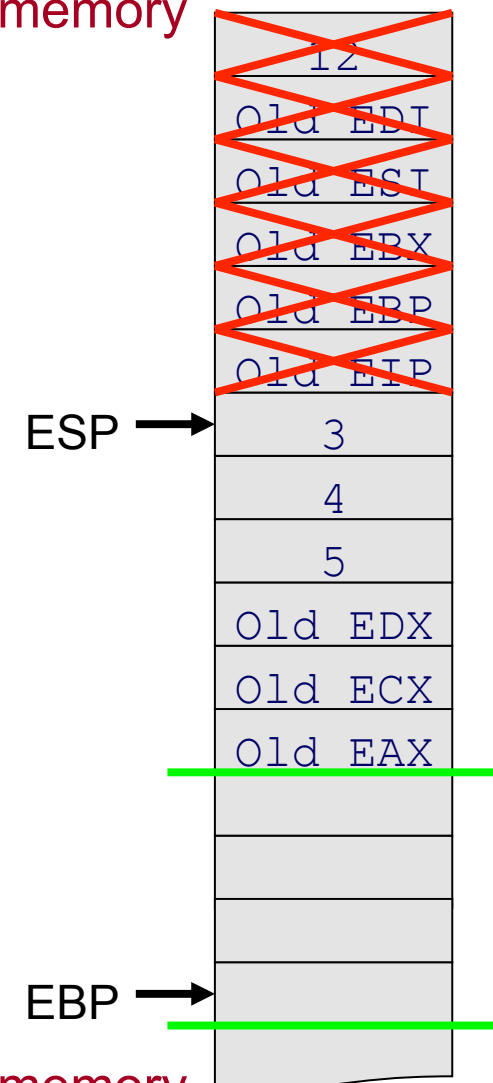 memory
12
Old EDI
Old ESI
Old EBX
Old EBP
Old EIP
ESP
3
4
5
Old EDX
Old ECX
Old EAX
EBP
memory